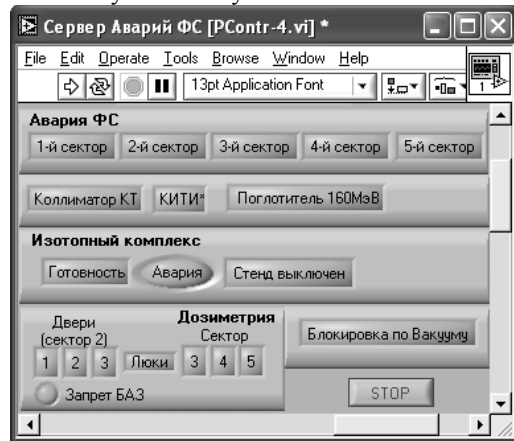 Сервер Аварий ФС [PContr-4.vi] *
File Edit Operate Tools Browse Window Help
13pt Application Font
1
Авария ФС
1-й сектор 2-й сектор 3-й сектор 4-й сектор 5-й сектор
Коллиматор КТ КИТИ* Поглотитель 160МэВ
Изотопный комплекс
Готовность Авария Стенд выключен
Двери
(сектор 2)
Дозиметрия
Сектор
1 2 3 Люки 3 4 5
Запрет БАЗ
Блокировка по Вакууму
STOP